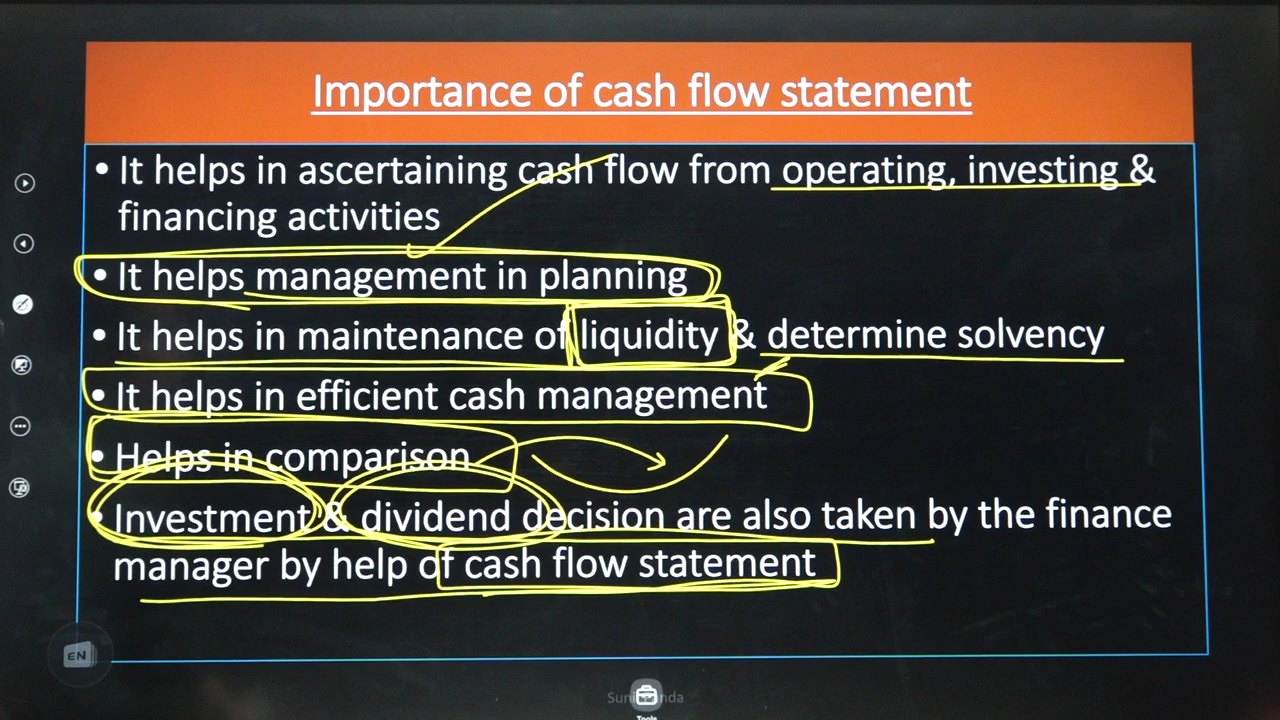 Importance of cash flow statement
• It helps in ascertaining cash flow from operating, investing &
financing activities
• It helps management in planning
• It helps in maintenance of liquidity & determine solvency
• It helps in efficient cash management
• Helps in comparison
• Investment & dividend decision are also taken by the finance
manager by help of cash flow statement
EN
Tools